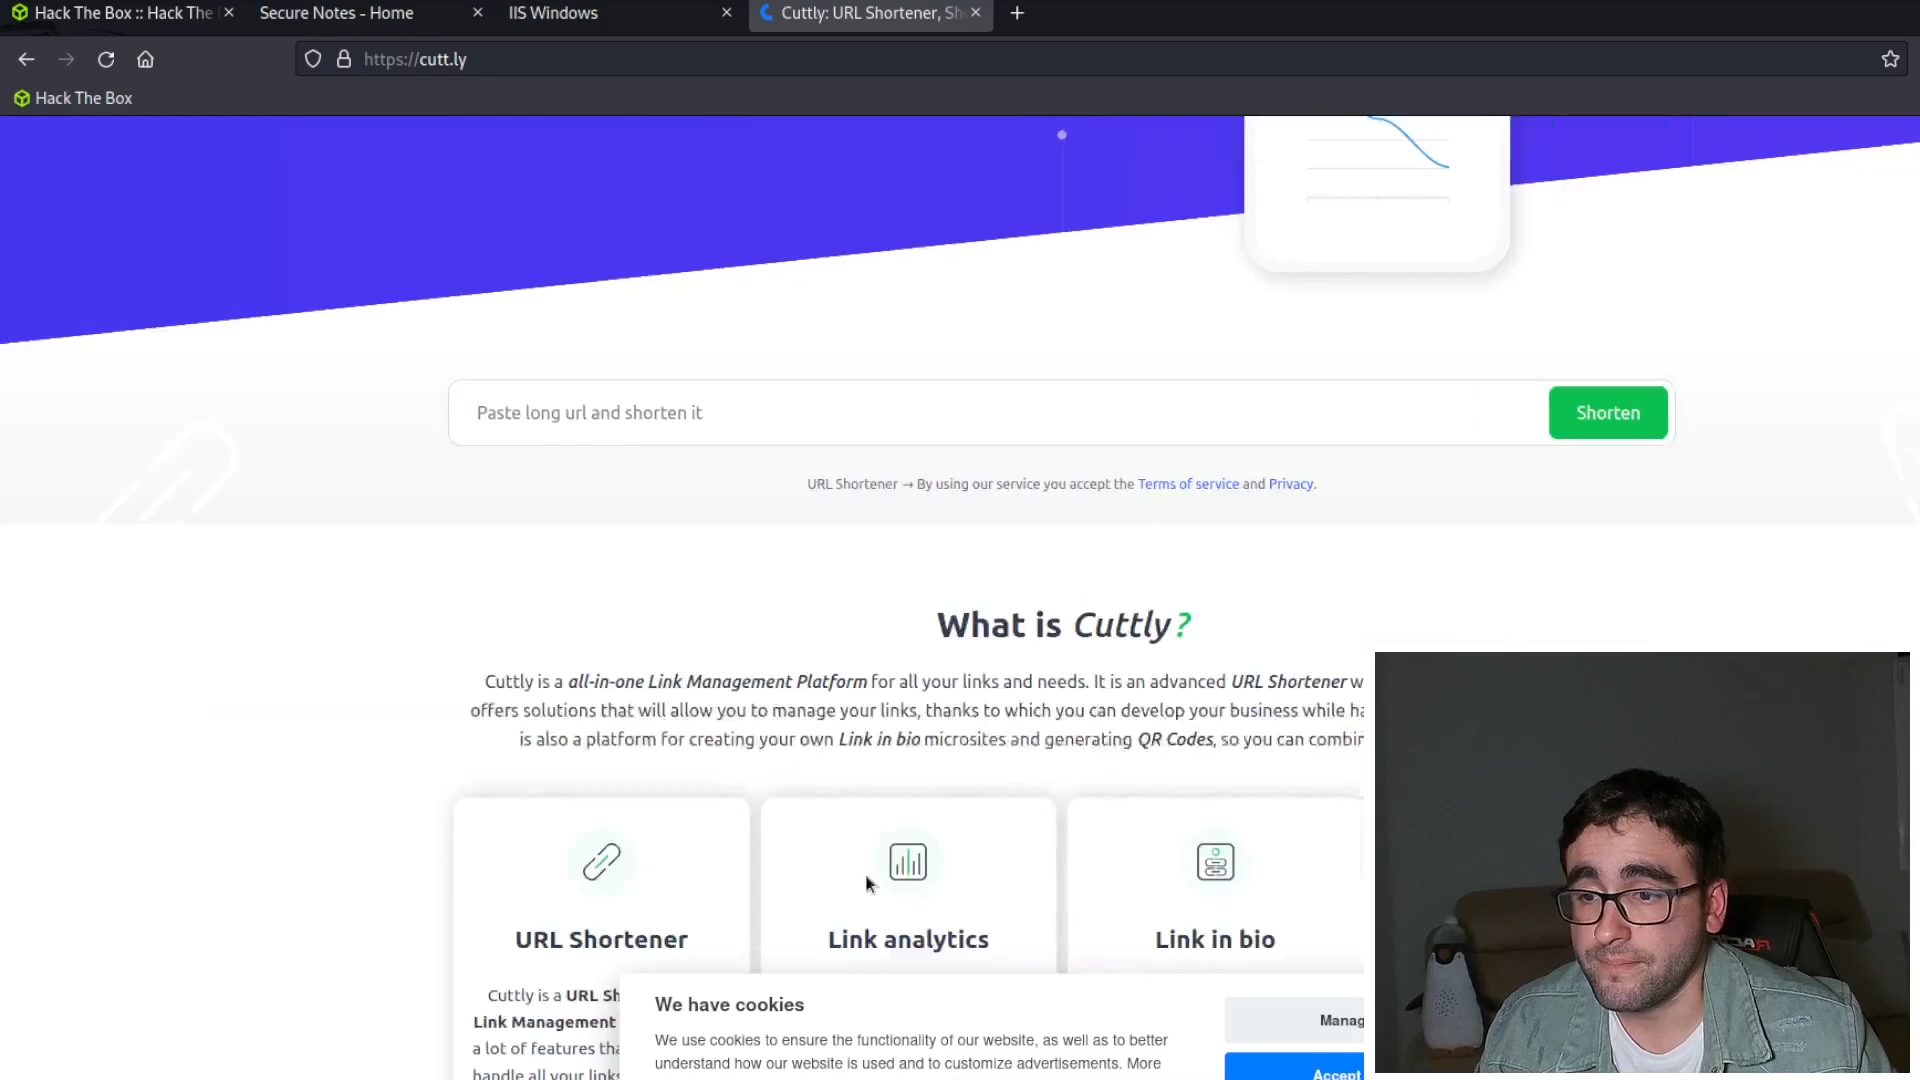 Hack The Box :: Hack The
Secure Notes - Home
IIS Windows
Cuttly: URL Shortener, Sh
https://cutt.ly
Hack The Box
Paste long url and shorten it
Shorten
URL Shortener → By using our service you accept the Terms of service and Privacy.
What is Cuttly?
Cuttly is a all-in-one Link Management Platform for all your links and needs. It is an advanced URL Shortener w
offers solutions that will allow you to manage your links, thanks to which you can develop your business while ha
is also a platform for creating your own Link in bio microsites and generating QR Codes, so you can combin
URL Shortener
Link analytics
Link in bio
Cuttly is a URL Sh
Link Management
a lot of features tha
handle all your links
We have cookies
We use cookies to ensure the functionality of our website, as well as to better
understand how our website is used and to customize advertisements. More
Manag
Accept